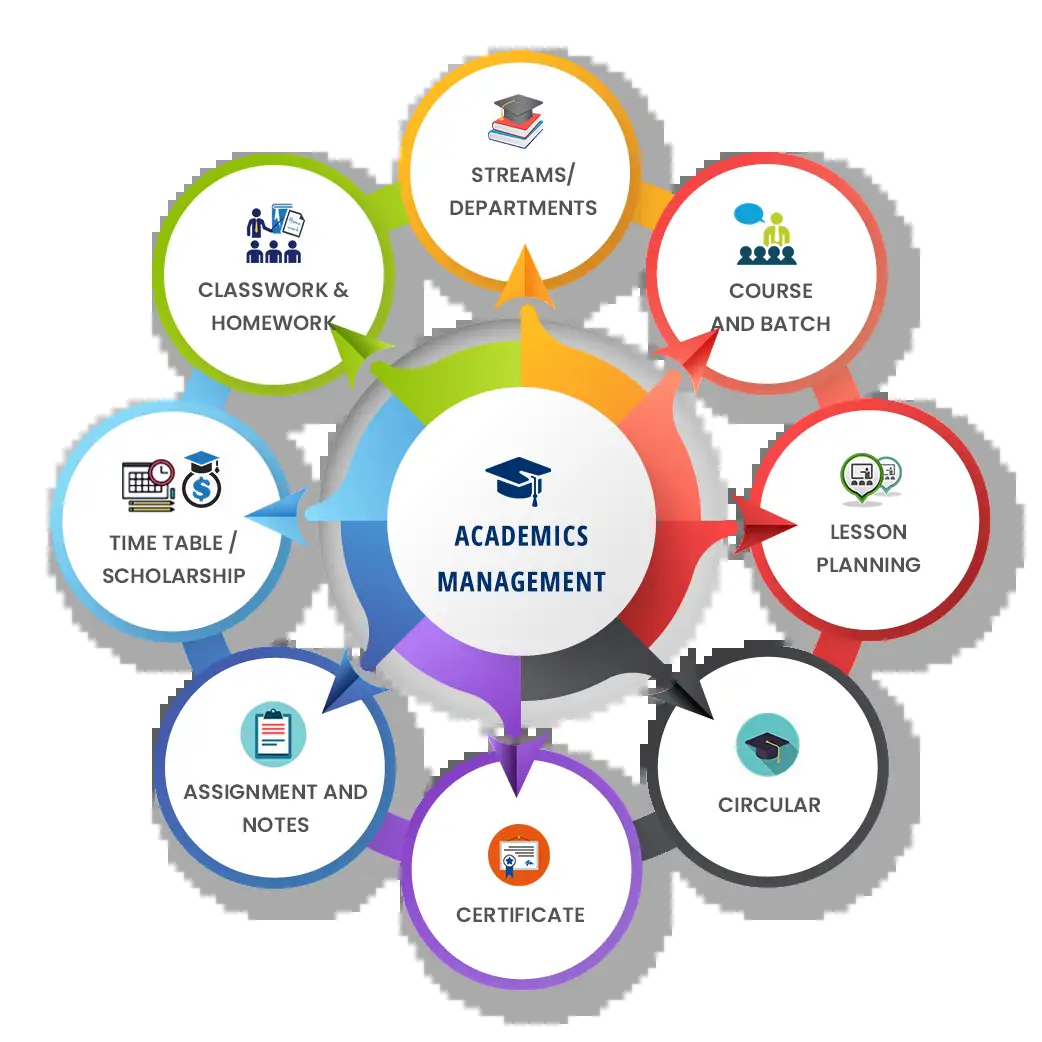 STREAMS/
DEPARTMENTS
COURSE
AND BATCH
LESSON
PLANNING
CIRCULAR
CERTIFICATE
ASSIGNMENT AND
NOTES
TIME TABLE /
SCHOLARSHIP
CLASSWORK &
HOMEWORK
ACADEMICS
MANAGEMENT